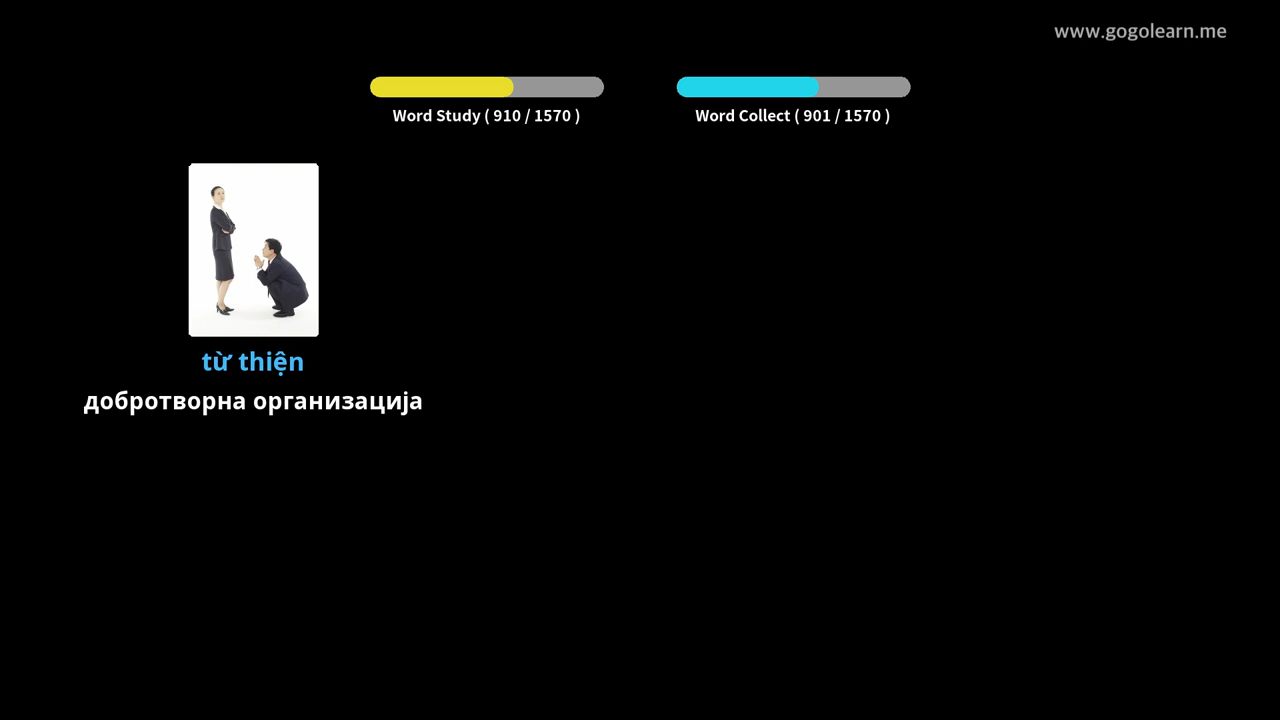 www.gogolearn.me
Word Study ( 910 / 1570 )
Word Collect ( 901 / 1570 )
từ thiện
добротворна организација